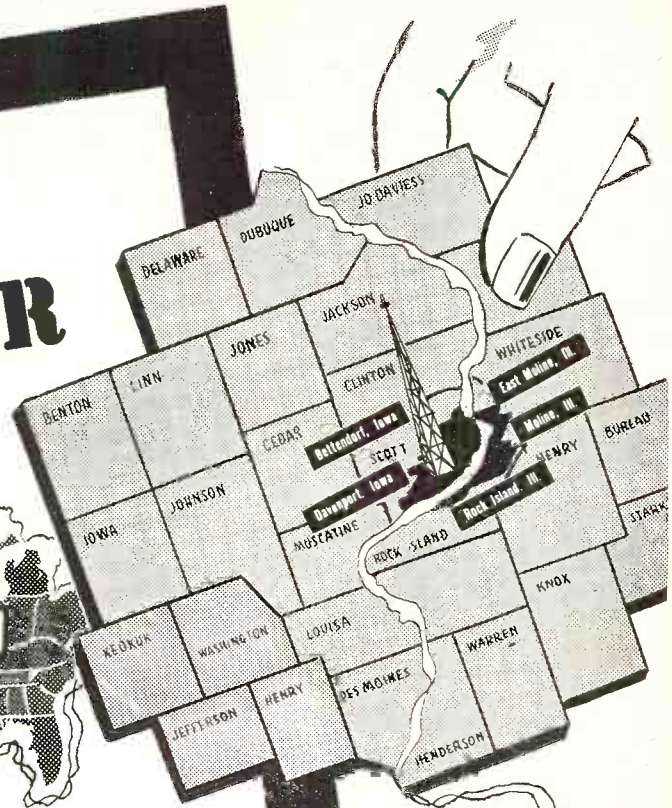 R
JO DAVIESS
DUBUQUE
DELAWARE
JACKSON
JONES
WHITESIDE
LINN
CLINTON
East Moline, Ill.
BENTON
CEDAR
Bettendorf, Iowa
Moline, Ill.
BUREAU
SCOTT
HENRY
JOHNSON
Davenport, Iowa
Rock Island, Ill.
STARK
IOWA
MUSCATINE
ROCK ISLAND
KNOX
KEOKUK
WASHINGTON
LOUISA
WARREN
HENRY
DES MOINES
JEFFERSON
HENDERSON